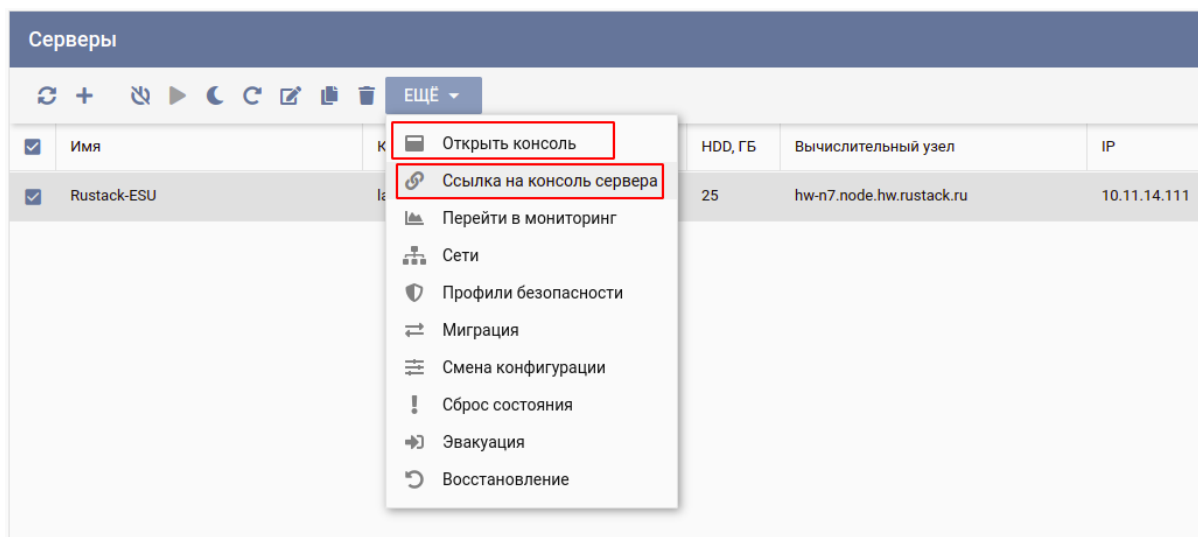 Серверы
ЕЩЁ
Имя
HDD, ГБ
Вычислительный узел
IP
Rustack-ESU
25
hw-n7.node.hw.rustack.ru
10.11.14.111
Открыть консоль
Ссылка на консоль сервера
Перейти в мониторинг
Сети
Профили безопасности
Миграция
Смена конфигурации
Сброс состояния
Эвакуация
Восстановление